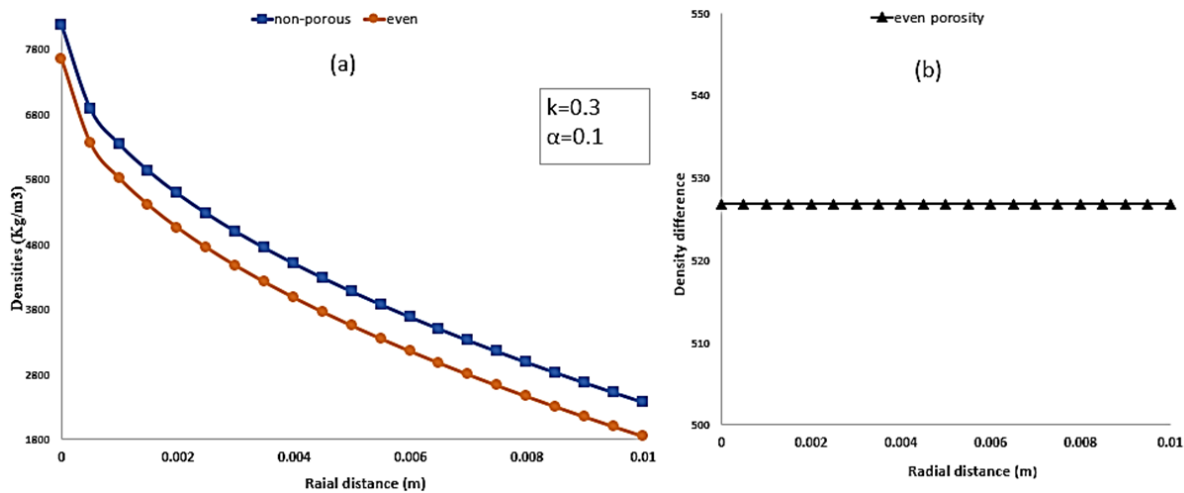 non-porous even
(a)
k=0.3
α=0.1
7800
6800
5800
4800
3800
2800
1800
Densities (Kg/m3)
0 0.002 0.004 0.006 0.008 0.01
Raial distance (m)
even porosity
(b)
550
540
530
520
510
500
Density difference
0 0.002 0.004 0.006 0.008 0.01
Radial distance (m)